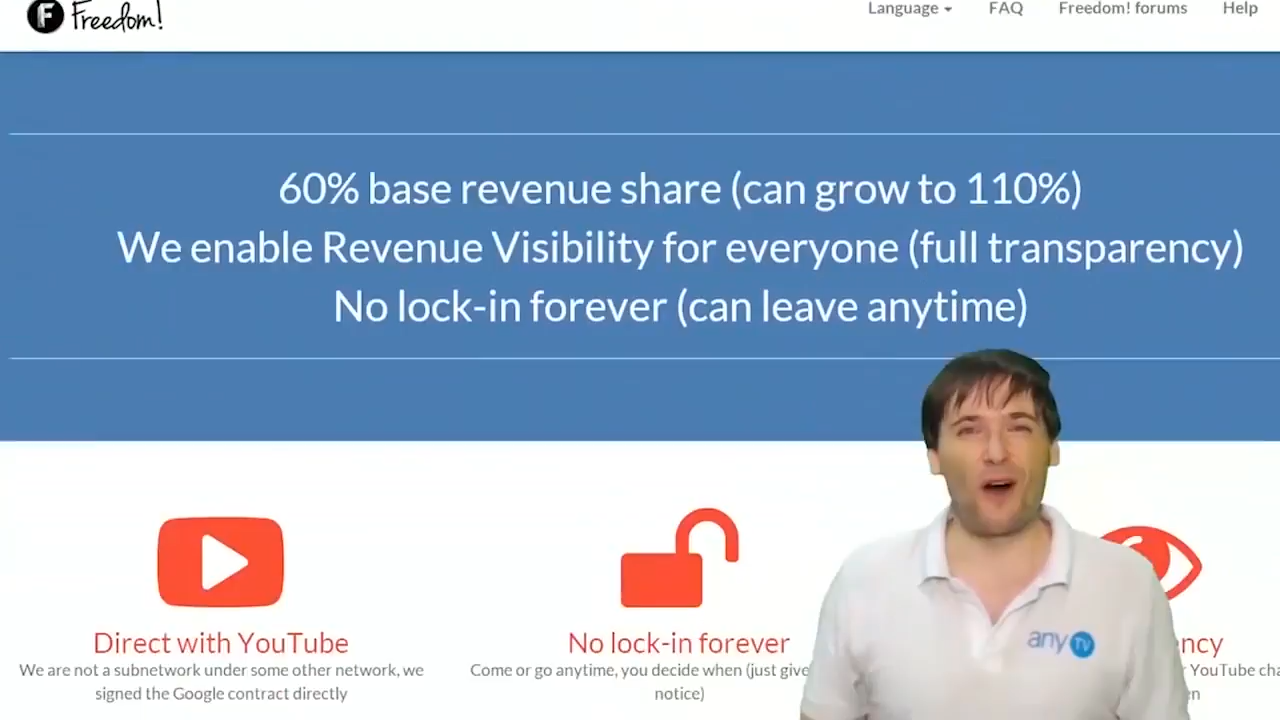 F Freedom!
Language FAQ Freedom! forums Help
60% base revenue share (can grow to 110%)
We enable Revenue Visibility for everyone (full transparency)
No lock-in forever (can leave anytime)
Direct with YouTube
We are not a subnetwork under some other network, we
signed the Google contract directly
No lock-in forever
Come or go anytime, you decide when (just give
notice)
ncy
YouTube cha
n
any TV